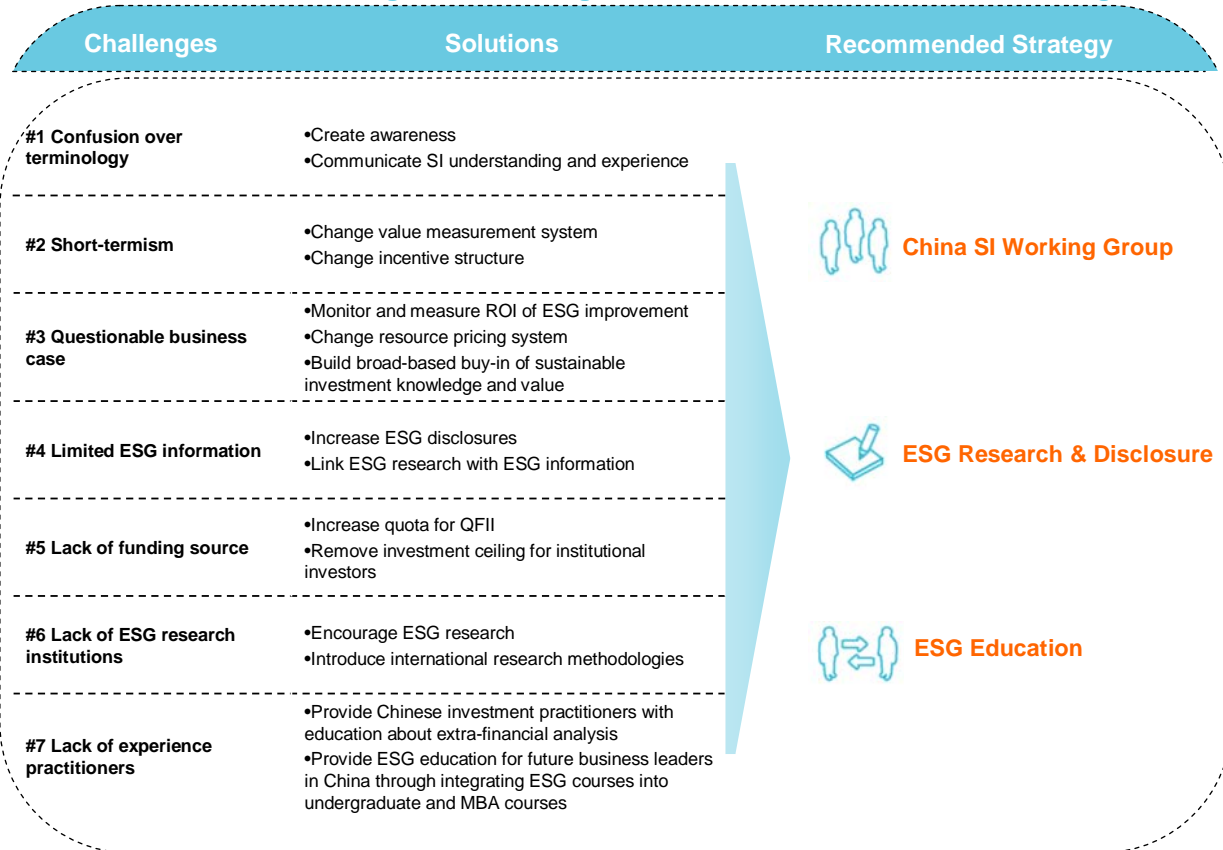 Challenges
Solutions
Recommended Strategy
#1 Confusion over
terminology
•Create awareness
•Communicate SI understanding and experience
#2 Short-termism
•Change value measurement system
•Change incentive structure
#3 Questionable business
case
•Monitor and measure ROI of ESG improvement
•Change resource pricing system
•Build broad-based buy-in of sustainable
investment knowledge and value
#4 Limited ESG information
•Increase ESG disclosures
•Link ESG research with ESG information
#5 Lack of funding source
•Increase quota for QFII
•Remove investment ceiling for institutional
investors
#6 Lack of ESG research
institutions
•Encourage ESG research
•Introduce international research methodologies
#7 Lack of experience
practitioners
•Provide Chinese investment practitioners with
education about extra-financial analysis
•Provide ESG education for future business leaders
in China through integrating ESG courses into
undergraduate and MBA courses
China SI Working Group
ESG Research & Disclosure
ESG Education